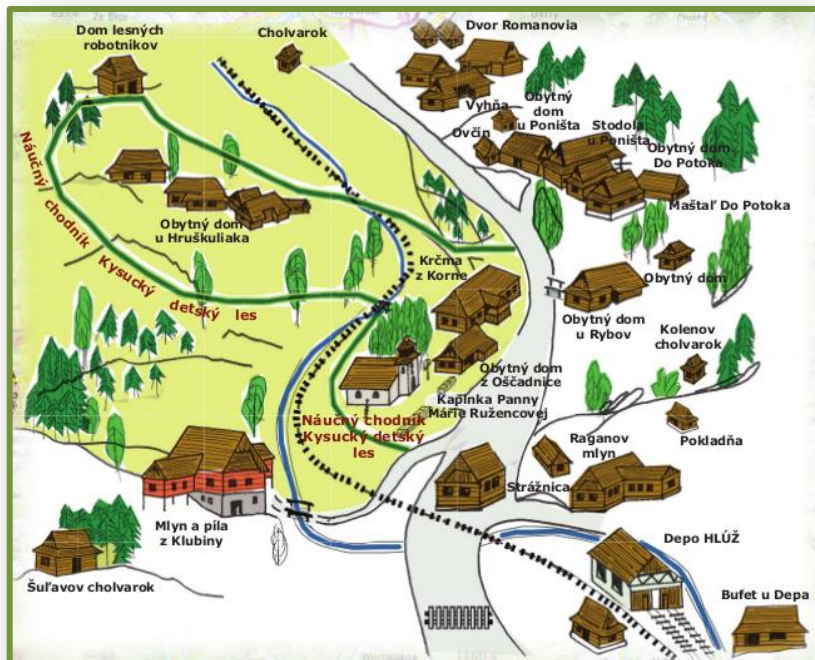 Dom lesných
robotníkov
Cholvarok
Dvor Romanovia
Vyhňa
Obytný
dom
u Poništa
Ovčín
Stodola
u Poništa
Obytný dom
Do Potoka
Maštaľ Do Potoka
Náučný chodník Kysucký detský les
Obytný dom
u Hruškuliaka
Krčma
z Korne
Obytný dom
Obytný dom
u Rybov
Kolenov
cholvarok
Obytný dom
z Oščadnice
Kaplnka Panny
Márie Ružencovej
Náučný chodník
Kysucký detský
les
Pokladňa
Raganov
mlyn
Strážnica
Mlyn a píla
z Klubiny
Šuľavov cholvarok
Depo HLÚŽ
Bufet u Depa